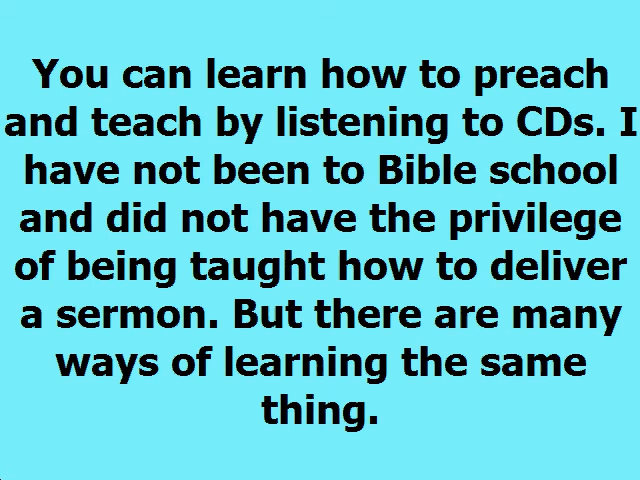 You can learn how to preach
and teach by listening to CDs. I
have not been to Bible school
and did not have the privilege
of being taught how to deliver
a sermon. But there are many
ways of learning the same
thing.